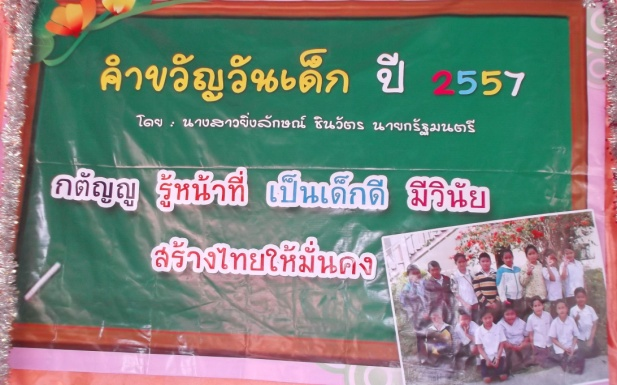 คำขวัญวันเด็ก ปี 2557
โดย : นางสาวยิ่งลักษณ์ ชินวัตร นายกรัฐมนตรี
กตัญญู รู้หน้าที่ เป็นเด็กดี มีวินัย
สร้างไทยให้มั่นคง